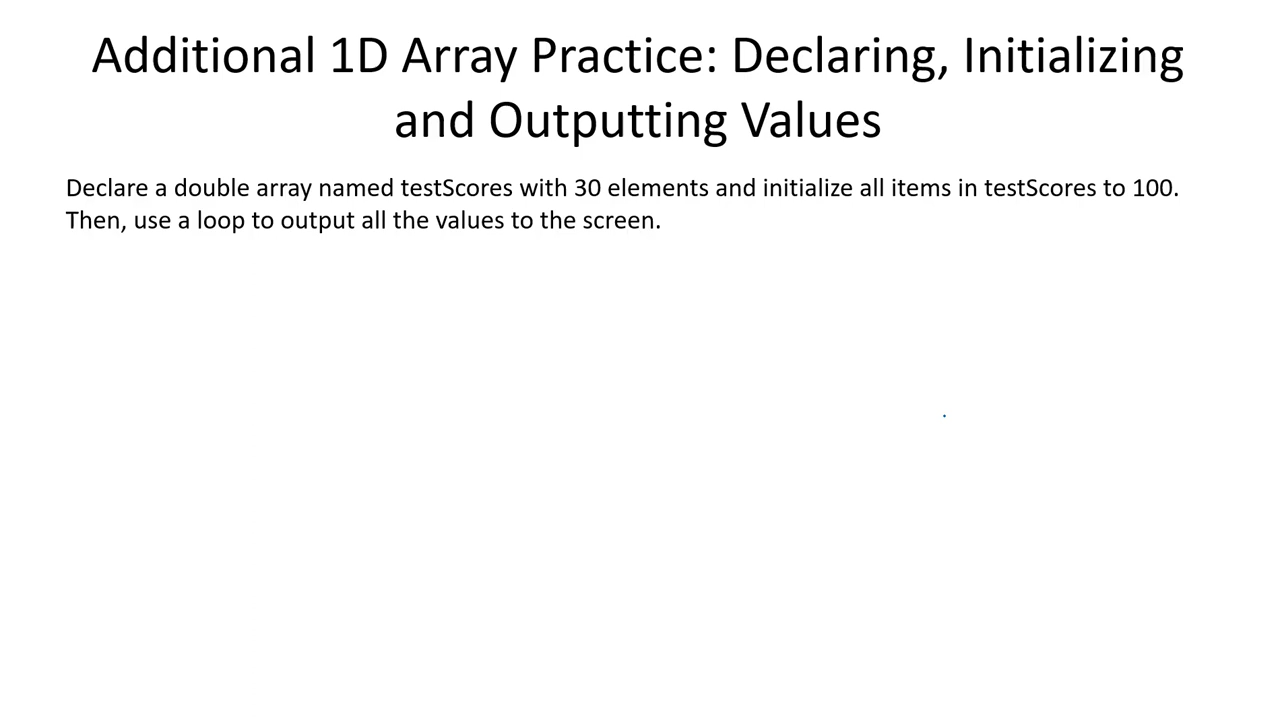 Additional 1D Array Practice: Declaring, Initializing
and Outputting Values
Declare a double array named testScores with 30 elements and initialize all items in testScores to 100.
Then, use a loop to output all the values to the screen.